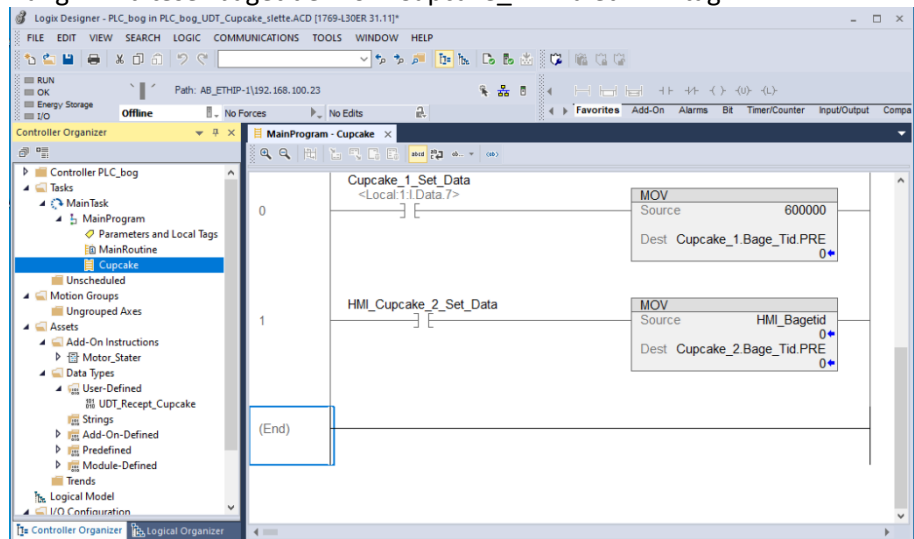 Logix Designer - PLC_bog in PLC_bog_UDT_Cupcake_slette.ACD [1769-L30ER 31.11]*
FILE EDIT VIEW SEARCH LOGIC COMMUNICATIONS TOOLS WINDOW HELP
RUN
OK
Energy Storage
I/O
Path: AB_ETHIP-1\192.168.100.23
Offline
No Forces
No Edits
Favorites Add-On Alarms Bit Timer/Counter Input/Output Compa
Controller Organizer
MainProgram - Cupcake
Controller PLC_bog
Tasks
MainTask
MainProgram
Parameters and Local Tags
MainRoutine
Cupcake
Unscheduled
Motion Groups
Ungrouped Axes
Assets
Add-On Instructions
Motor_Stater
Data Types
User-Defined
UDT_Recept_Cupcake
Strings
Add-On-Defined
Predefined
Module-Defined
Trends
Logical Model
I/O Configuration
Controller Organizer
Logical Organizer
0
Cupcake_1_Set_Data
<Local:1:I.Data.7>
MOV
Source 600000
Dest Cupcake_1.Bage_Tid.PRE
0
1
HMI_Cupcake_2_Set_Data
MOV
Source HMI_Bagetid
0
Dest Cupcake_2.Bage_Tid.PRE
0
(End)